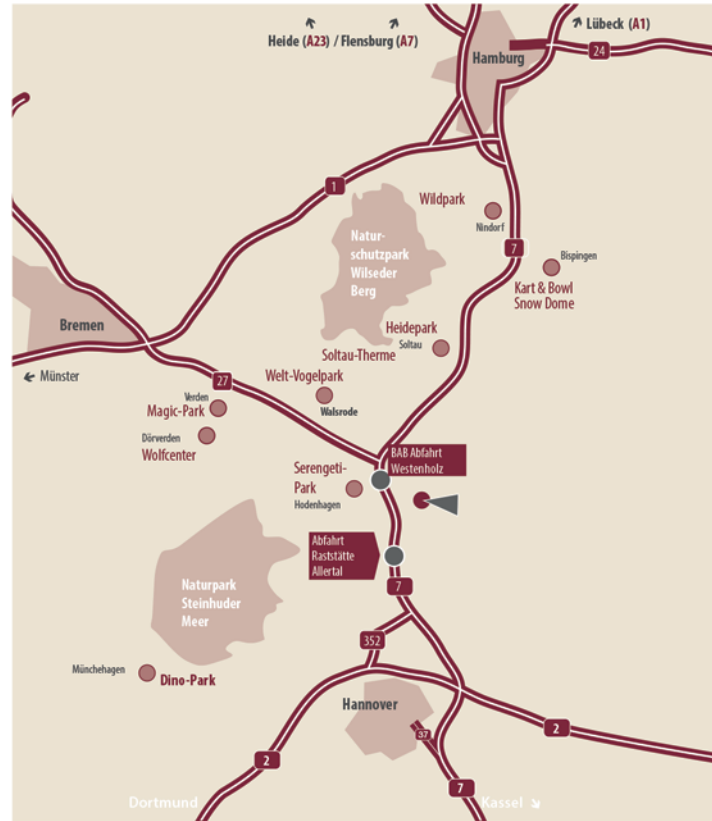 Lübeck (A1)
Heide (A23) / Flensburg (A7)
24
Hamburg
1
Wildpark
Nindorf
Natur-
schutzpark
Wilseder
Berg
7
Bispingen
Kart & Bowl
Snow Dome
Bremen
Heidepark
Soltau
Soltau-Therme
Münster
27
Welt-Vogelpark
Walsrode
Verden
Magic-Park
Dörverden
Wolfcenter
BAB Abfahrt
Westenholz
Serengeti-
Park
Hodenhagen
Abfahrt
Raststätte
Allertal
7
Naturpark
Steinhuder
Meer
352
Münchehagen
Dino-Park
Hannover
37
2
2
7
Dortmund
Kassel